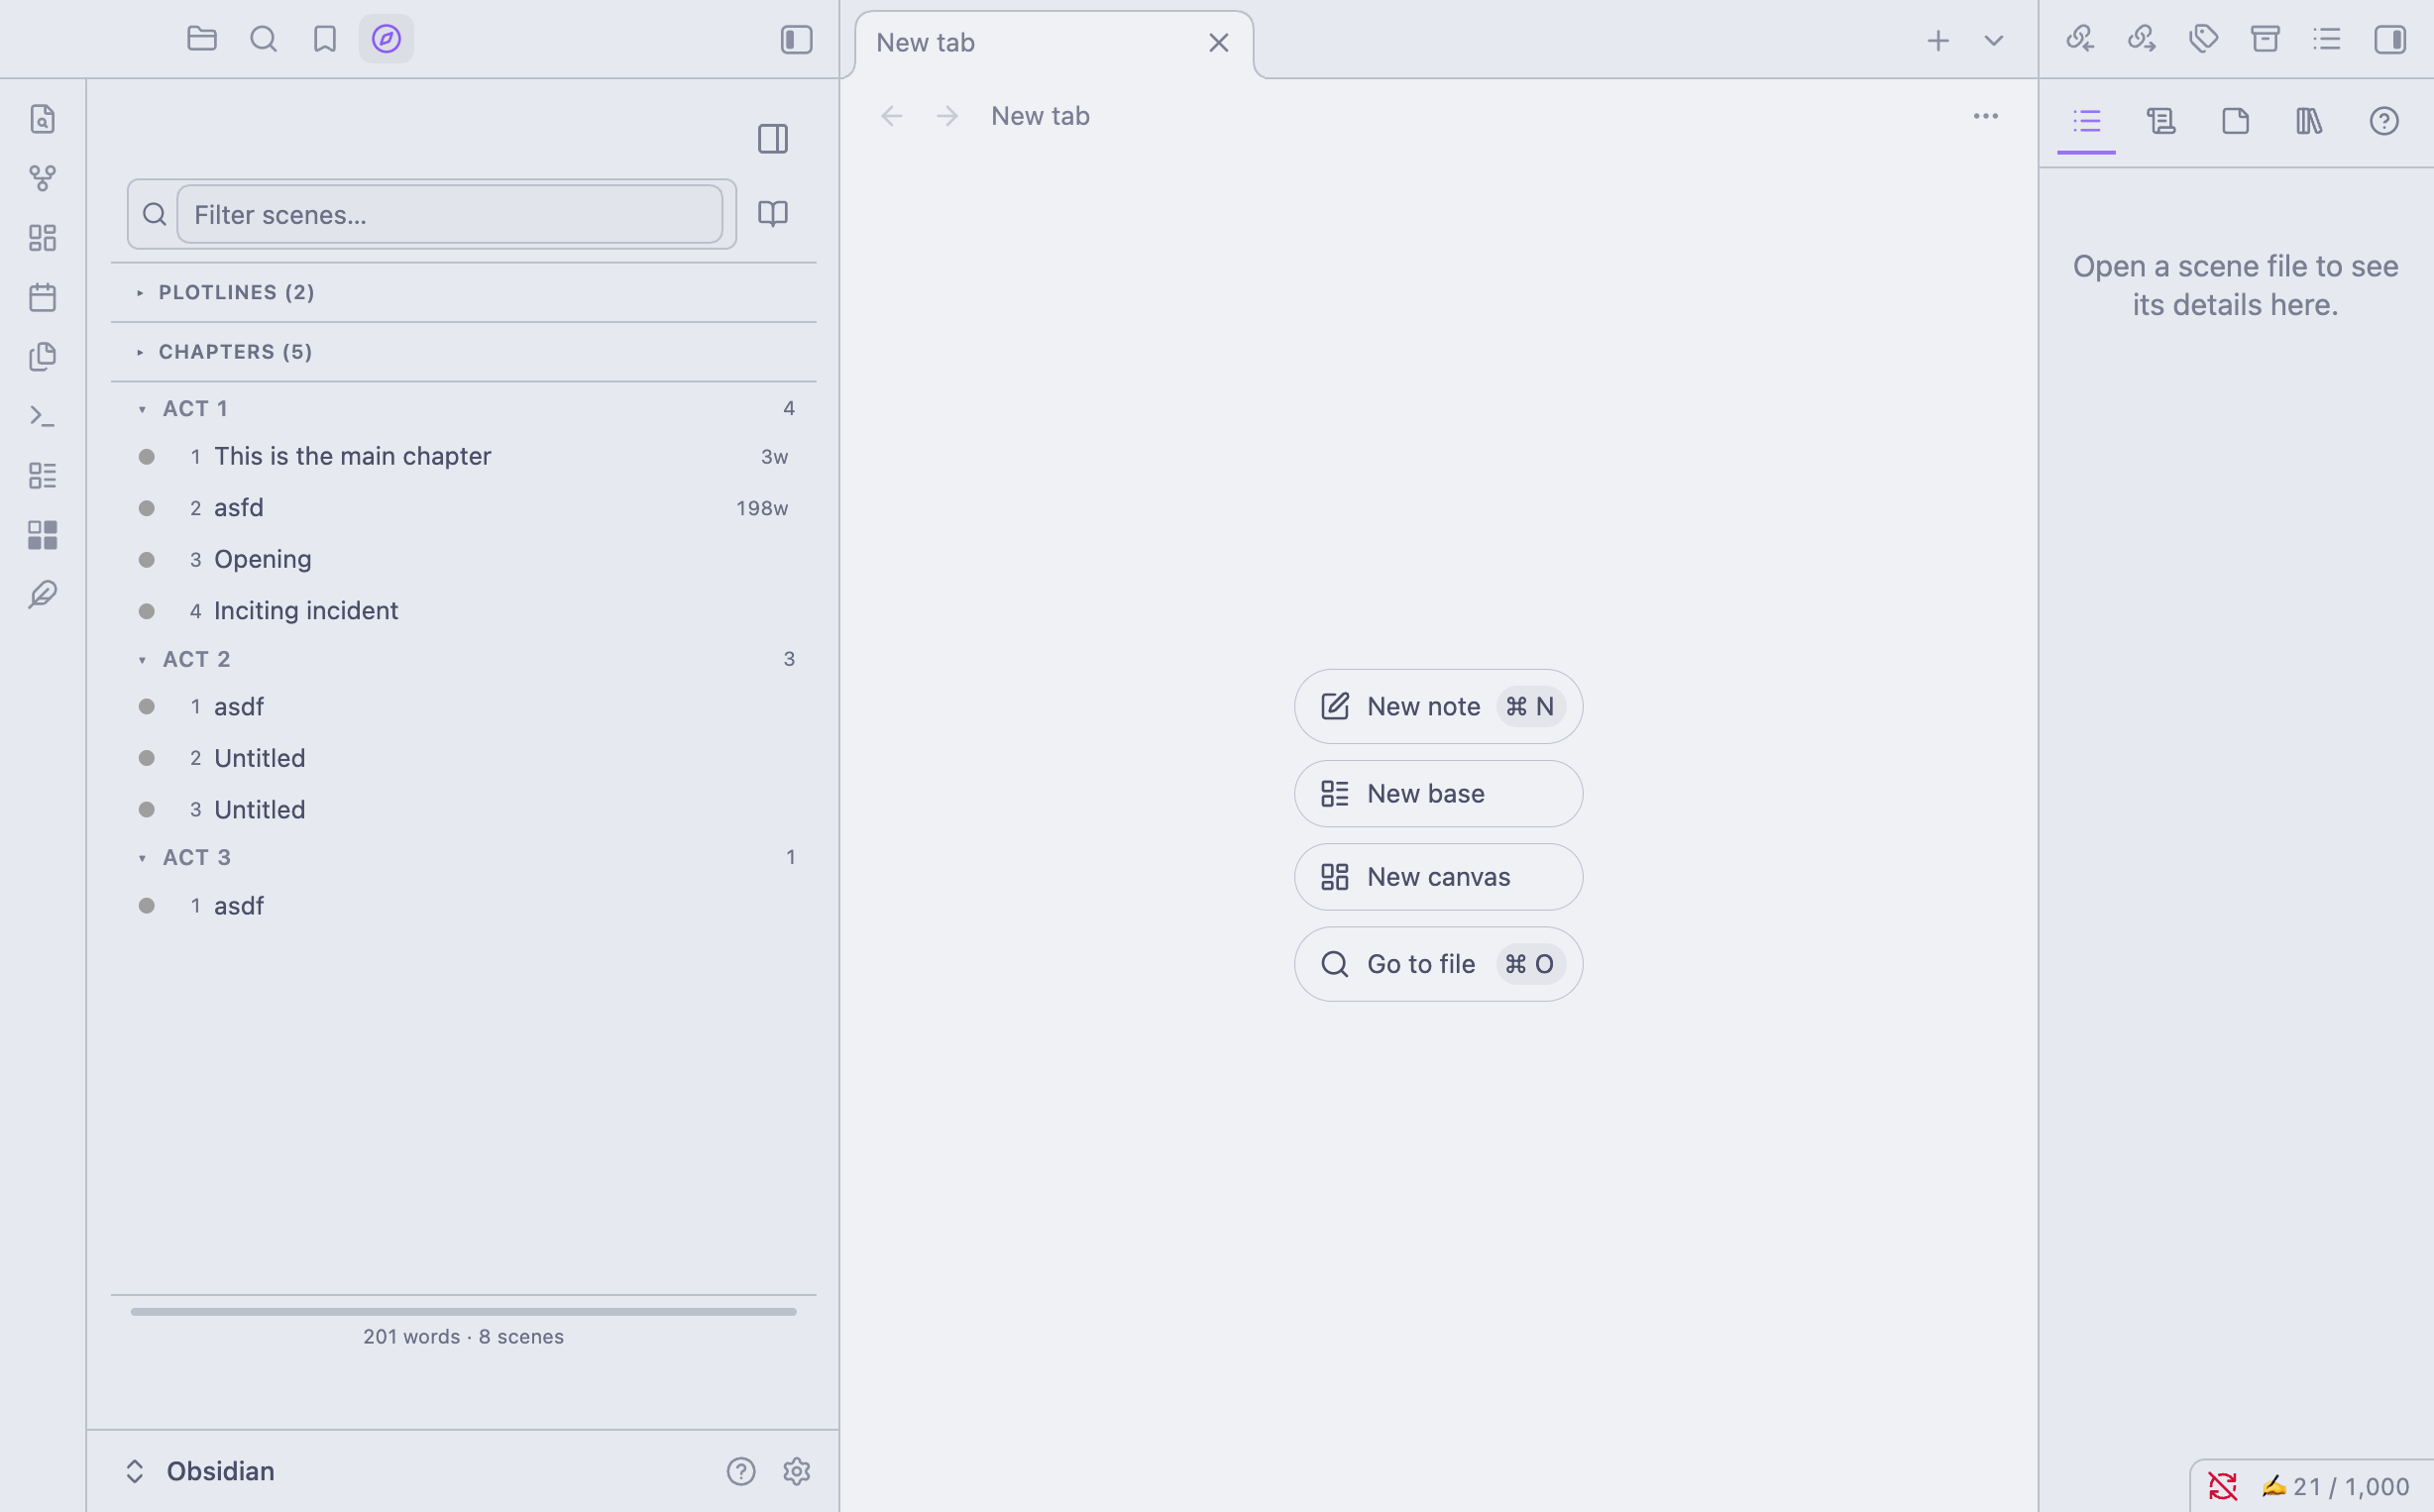 New tab
New tab
Filter scenes...
PLOTLINES (2)
CHAPTERS (5)
ACT 1 4
1 This is the main chapter 3w
2 asfd 198w
3 Opening
4 Inciting incident
ACT 2 3
1 asdf
2 Untitled
3 Untitled
ACT 3 1
1 asdf
201 words · 8 scenes
Obsidian
New note ⌘ N
New base
New canvas
Go to file ⌘ O
Open a scene file to see
its details here.
✍️ 21 / 1,000